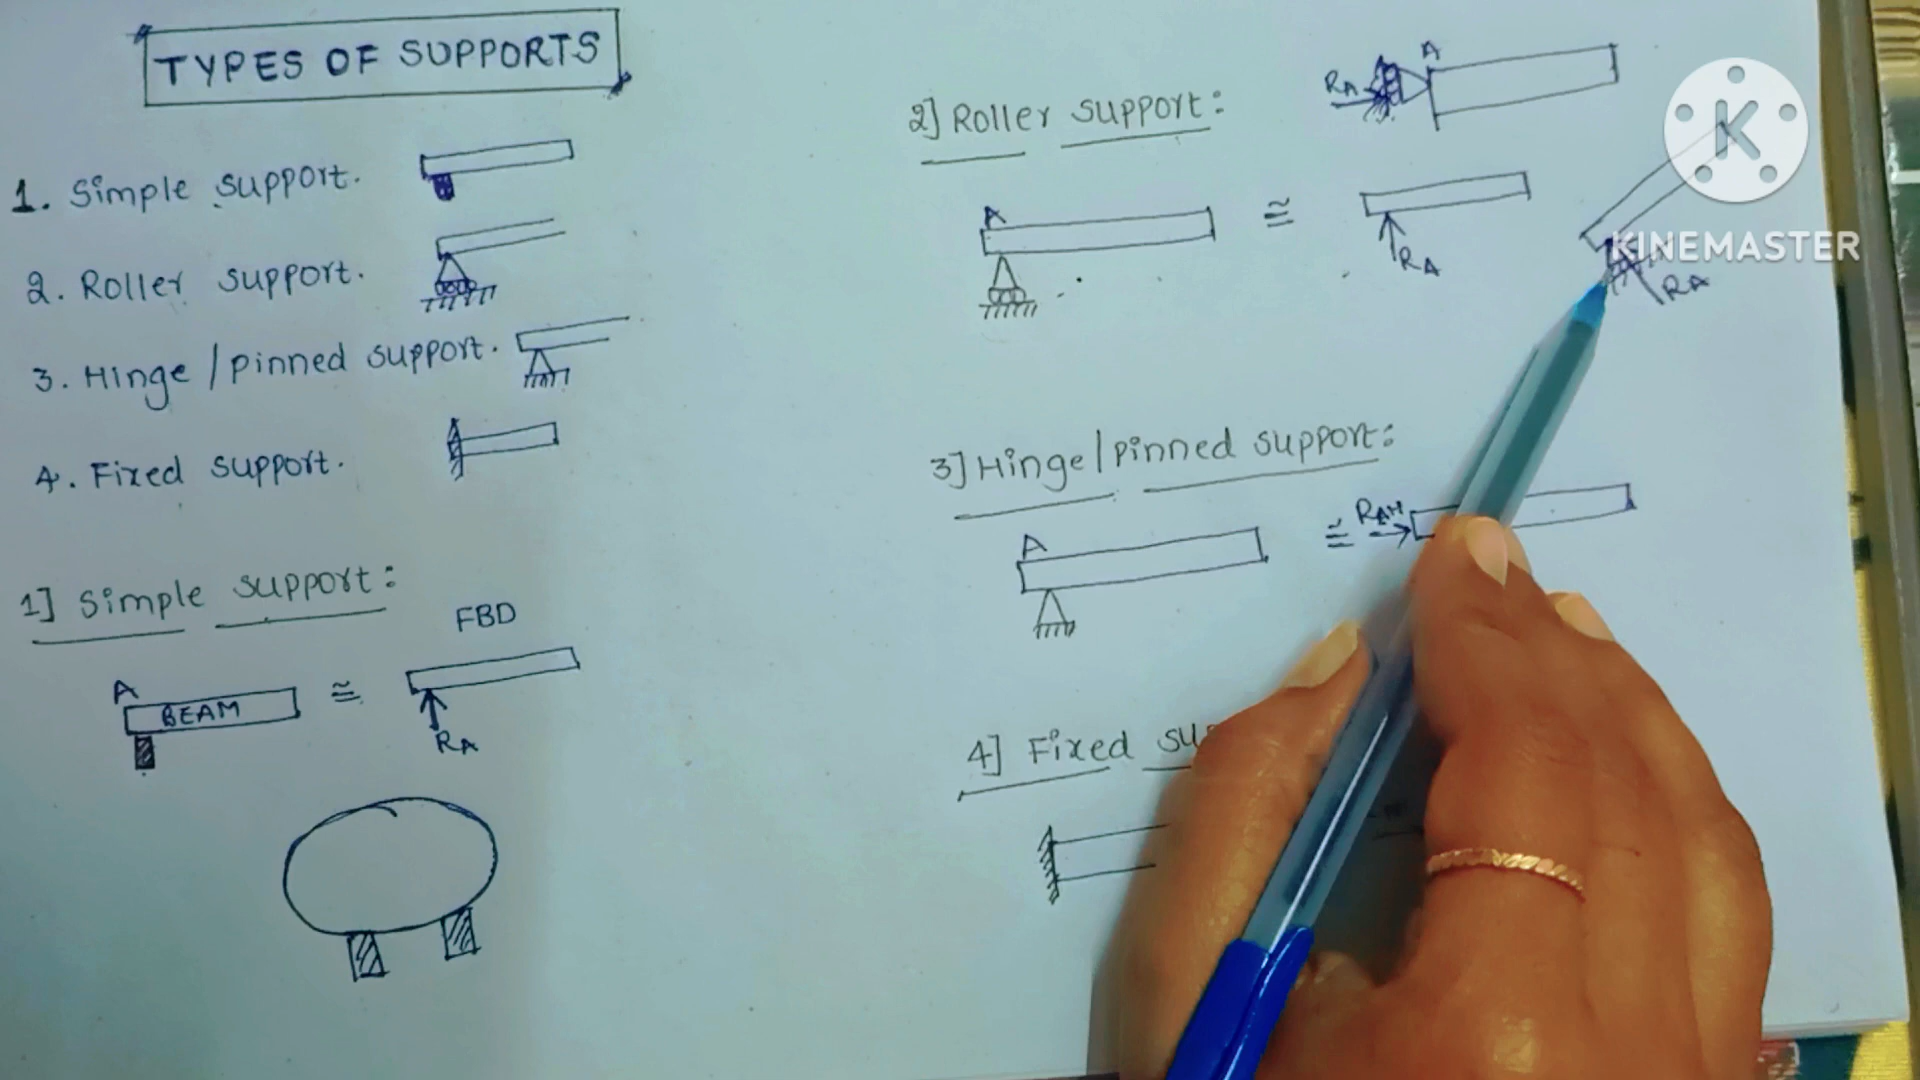 TYPES OF SUPPORTS
1. Simple support.
2. Roller support.
3. Hinge / pinned support.
4. Fixed support.
1] Simple support:
FBD
A
BEAM
≅
RA
2] Roller support:
RA
A
A
≅
RA
RA
K
KINEMASTER
3] Hinge / pinned support:
A
≅
RAH
4] Fixed